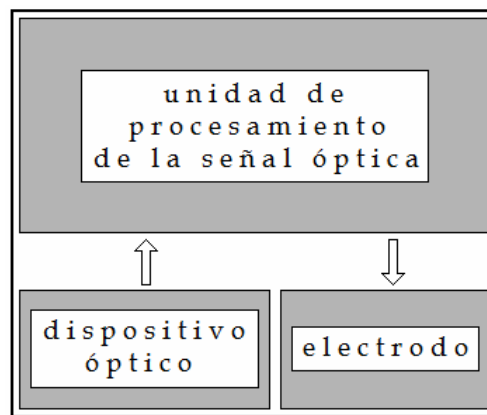 unidad de
procesamiento
de la señal óptica
dispositivo
óptico
electrodo